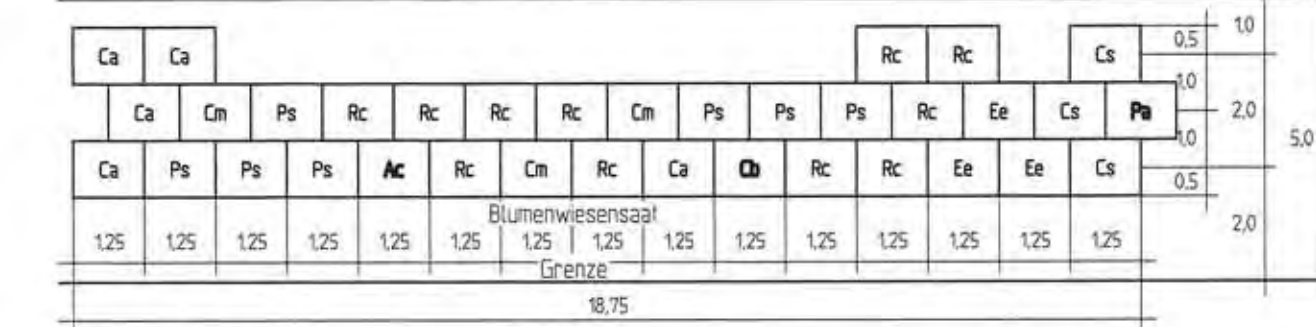 Ca Ca Rc Rc Cs 0,5 1,0
1,0
Ca Cm Ps Rc Rc Rc Rc Cm Ps Ps Ps Rc Ee Cs Pa 2,0
1,0 5,0
Ca Ps Ps Ps Ac Rc Cm Rc Ca Cb Rc Rc Ee Ee Cs 0,5
Blumenwiesensaat 2,0
1,25 1,25 1,25 1,25 1,25 1,25 1,25 1,25 1,25 1,25 1,25 1,25 1,25 1,25 1,25
Grenze
18,75